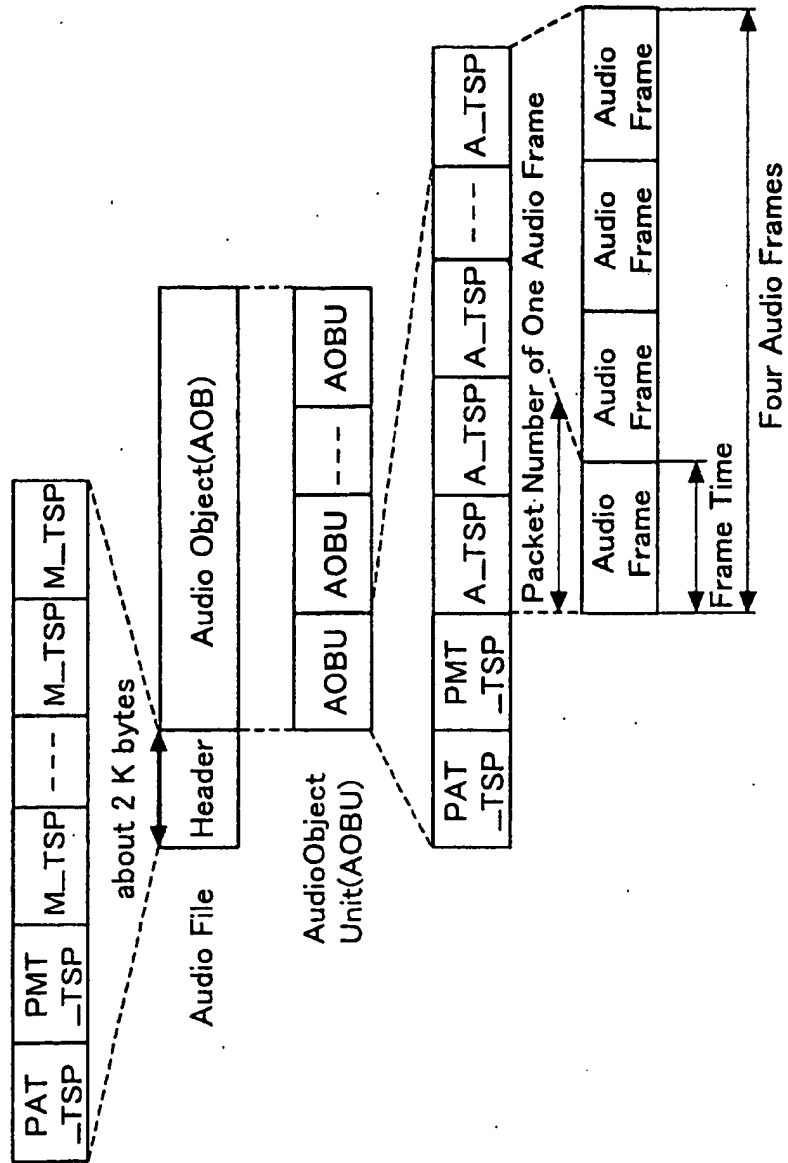 PAT
_TSP
PMT
_TSP
M_TSP
---
M_TSP
M_TSP
about 2 K bytes
Audio File
Header
Audio Object(AOB)
AudioObject
Unit(AOBU)
AOBU
AOBU
---
AOBU
PAT
_TSP
PMT
_TSP
A_TSP
A_TSP
A_TSP
---
A_TSP
Packet Number of One Audio Frame
Audio
Frame
Audio
Frame
Audio
Frame
Audio
Frame
Frame Time
Four Audio Frames